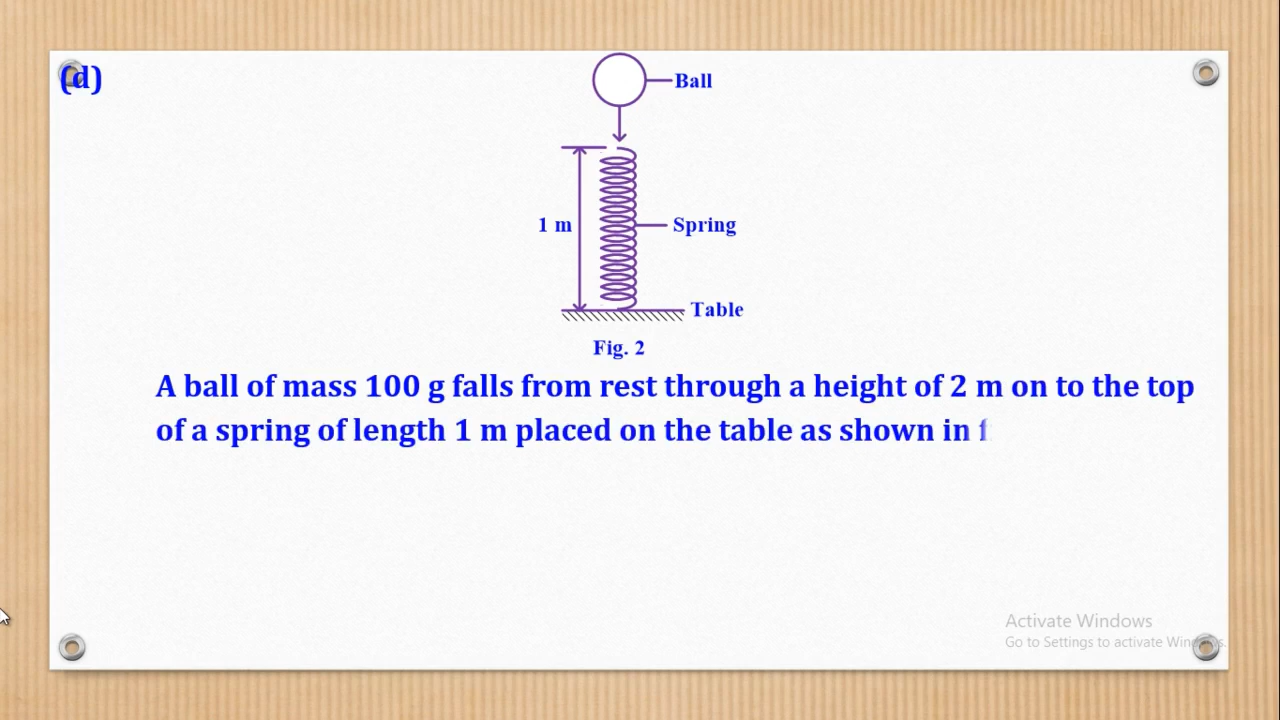 (d)
Ball
1 m
Spring
Table
Fig. 2
A ball of mass 100 g falls from rest through a height of 2 m on to the top
of a spring of length 1 m placed on the table as shown in
Activate Windows
Go to Settings to activate Windows.